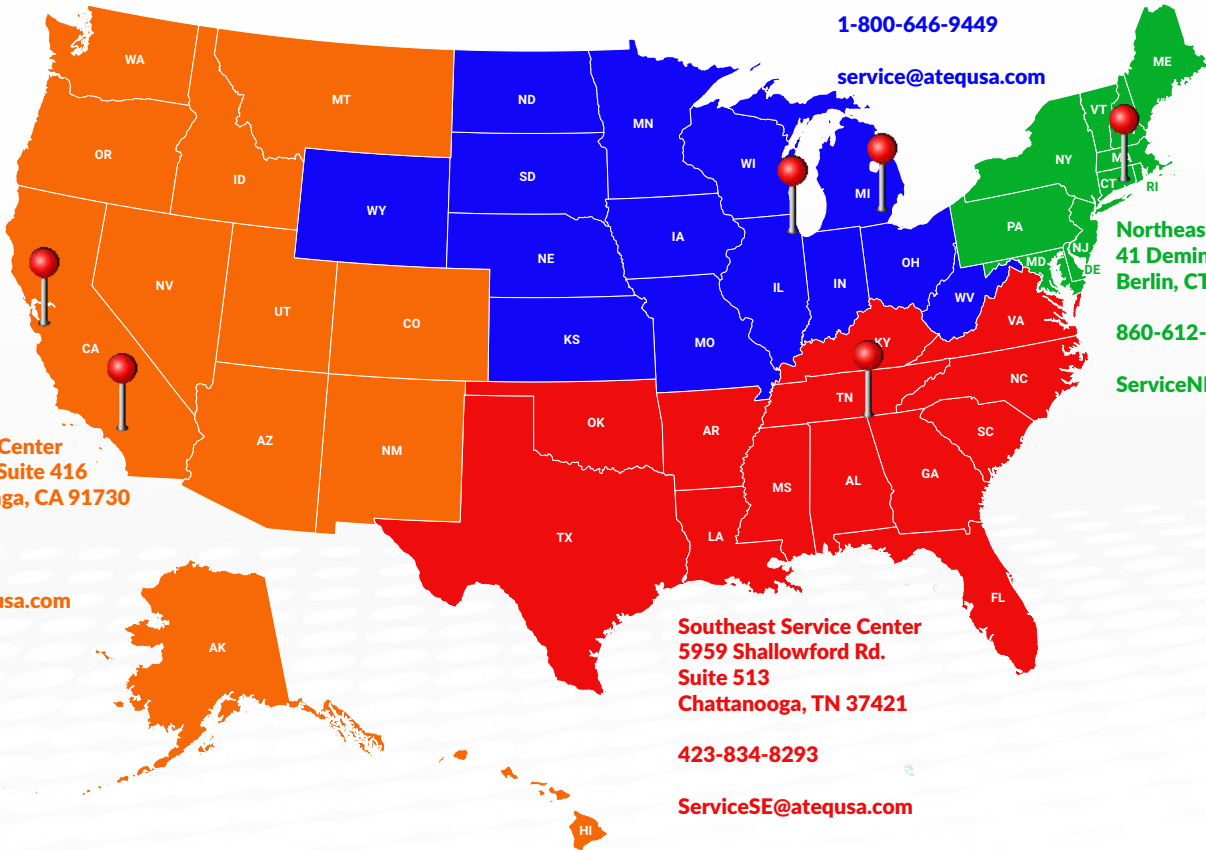 1-800-646-9449
service@atequsa.com
WA
MT
ND
MN
ME
VT
OR
ID
SD
WI
MI
NY
MA
CT
RI
WY
IA
PA
NE
OH
NJ
MD
DE
NV
UT
CO
IL
IN
WV
VA
CA
KS
MO
KY
NC
TN
AZ
NM
OK
AR
SC
MS
AL
GA
TX
LA
FL
AK
HI
Northeas
41 Demin
Berlin, CT
860-612-
ServiceN
Center
Suite 416
ga, CA 91730
usa.com
Southeast Service Center
5959 Shallowford Rd.
Suite 513
Chattanooga, TN 37421
423-834-8293
ServiceSE@atequsa.com